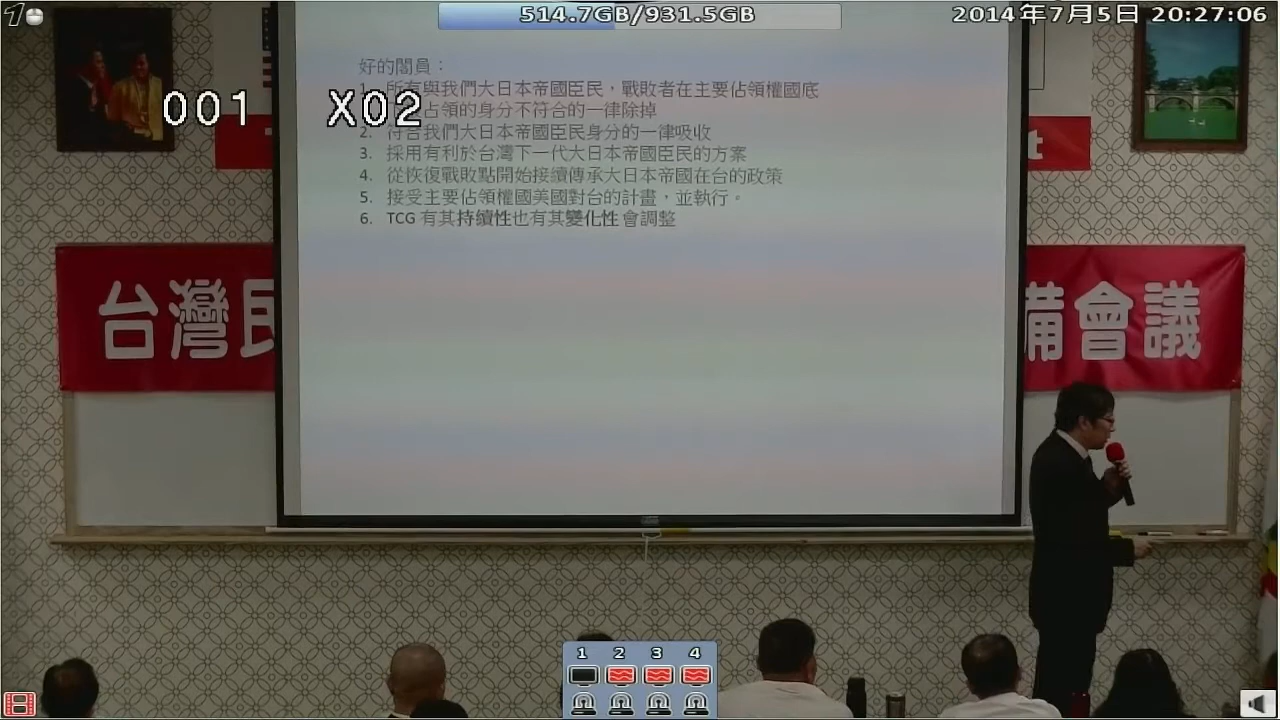 514.7GB/931.5GB
2014年7月5日 20:27:06
001 X02
好的閣員：
所有與我們大日本帝國臣民，戰敗者在主要佔領權國底
占領的身分不符合的一律除掉
2. 符合我們大日本帝國臣民身分的一律吸收
3. 採用有利於台灣下一代大日本帝國臣民的方案
4. 從恢復戰敗點開始接續傳承大日本帝國在台的政策
5. 接受主要佔領權國美國對台的計畫，並執行。
6. TCG 有其持續性也有其變化性會調整
t
台灣民
備會議
1 2 3 4